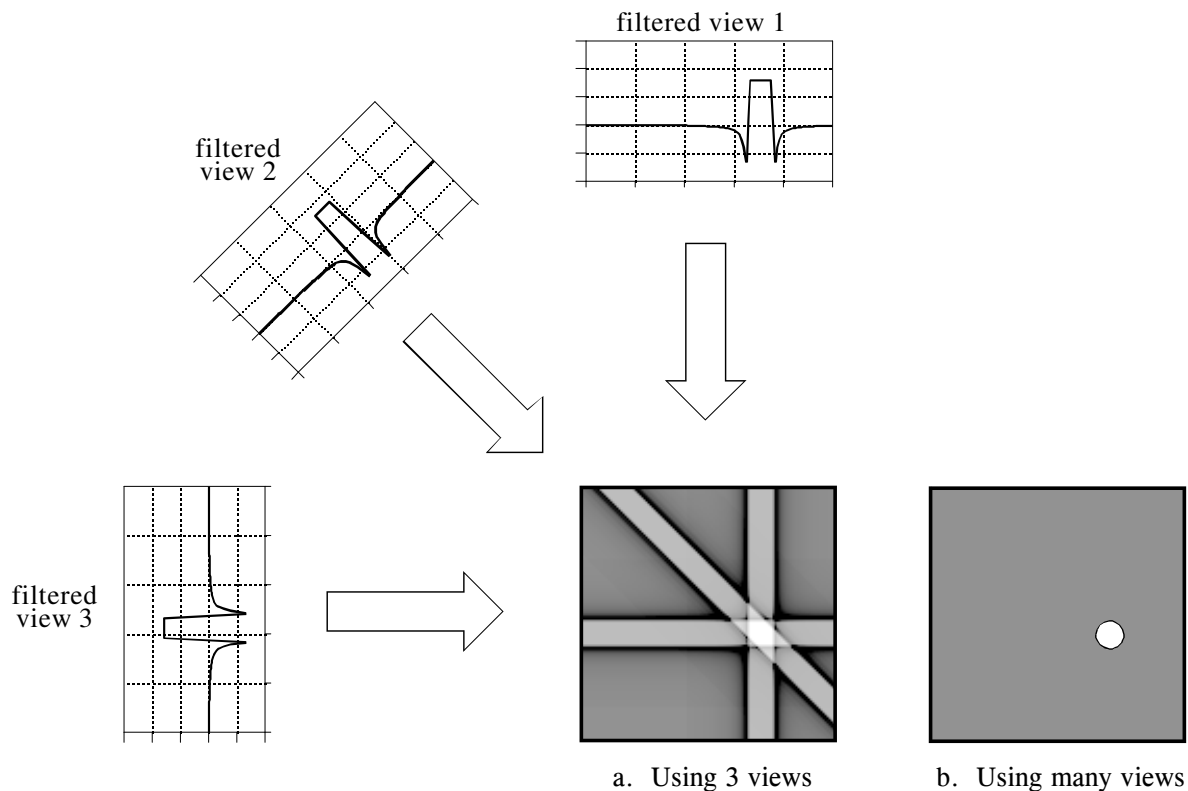 filtered view 1
filtered
view 2
filtered
view 3
a. Using 3 views
b. Using many views